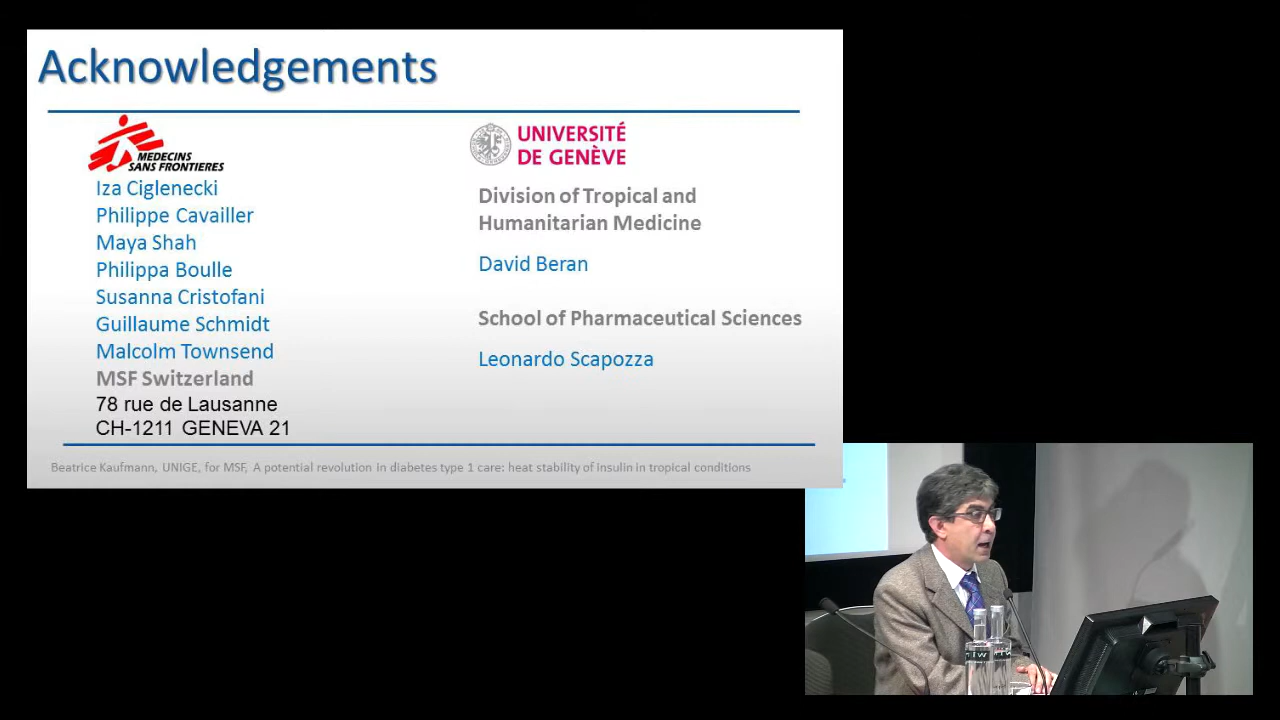 Acknowledgements
MEDECINS
SANS FRONTIERES
Iza Ciglenecki
Philippe Cavailler
Maya Shah
Philippa Boulle
Susanna Cristofani
Guillaume Schmidt
Malcolm Townsend
MSF Switzerland
78 rue de Lausanne
CH-1211 GENEVA 21
UNIVERSITÉ
DE GENÈVE
Division of Tropical and
Humanitarian Medicine
David Beran
School of Pharmaceutical Sciences
Leonardo Scapozza
Beatrice Kaufmann, UNIGE, for MSF, A potential revolution in diabetes type 1 care: heat stability of insulin in tropical conditions